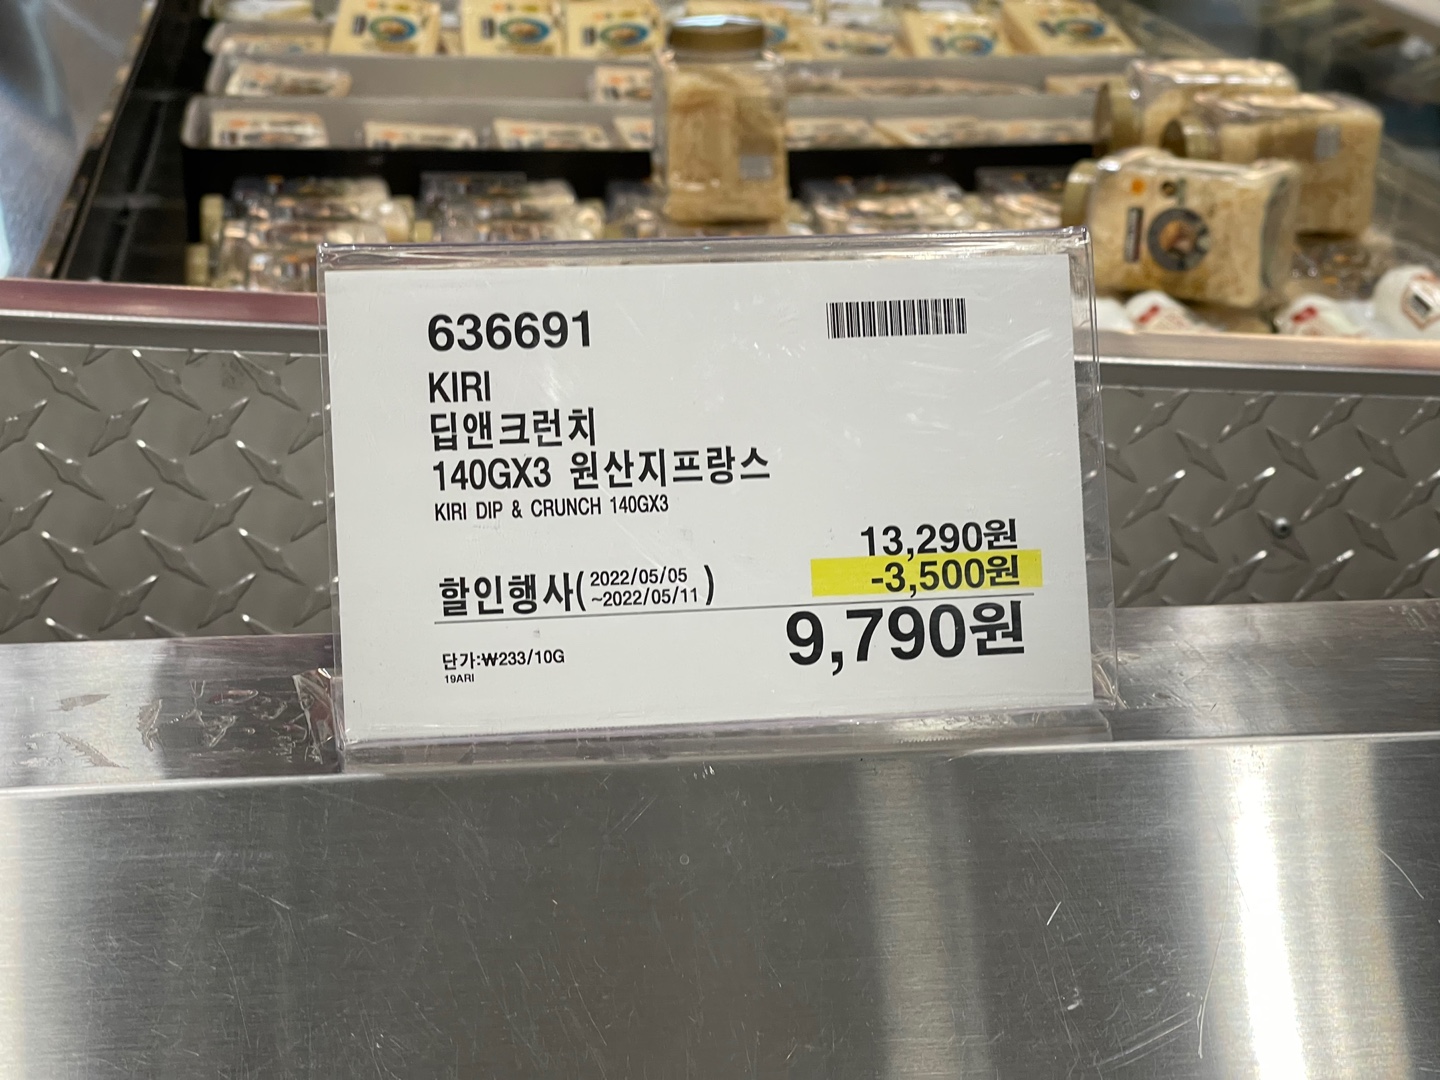 636691
KIRI
딥앤크런치
140GX3 원산지프랑스
KIRI DIP & CRUNCH 140GX3
13,290원
-3,500원
할인행사(2022/05/05
~2022/05/11)
9,790원
단가:₩233/10G
19ARI